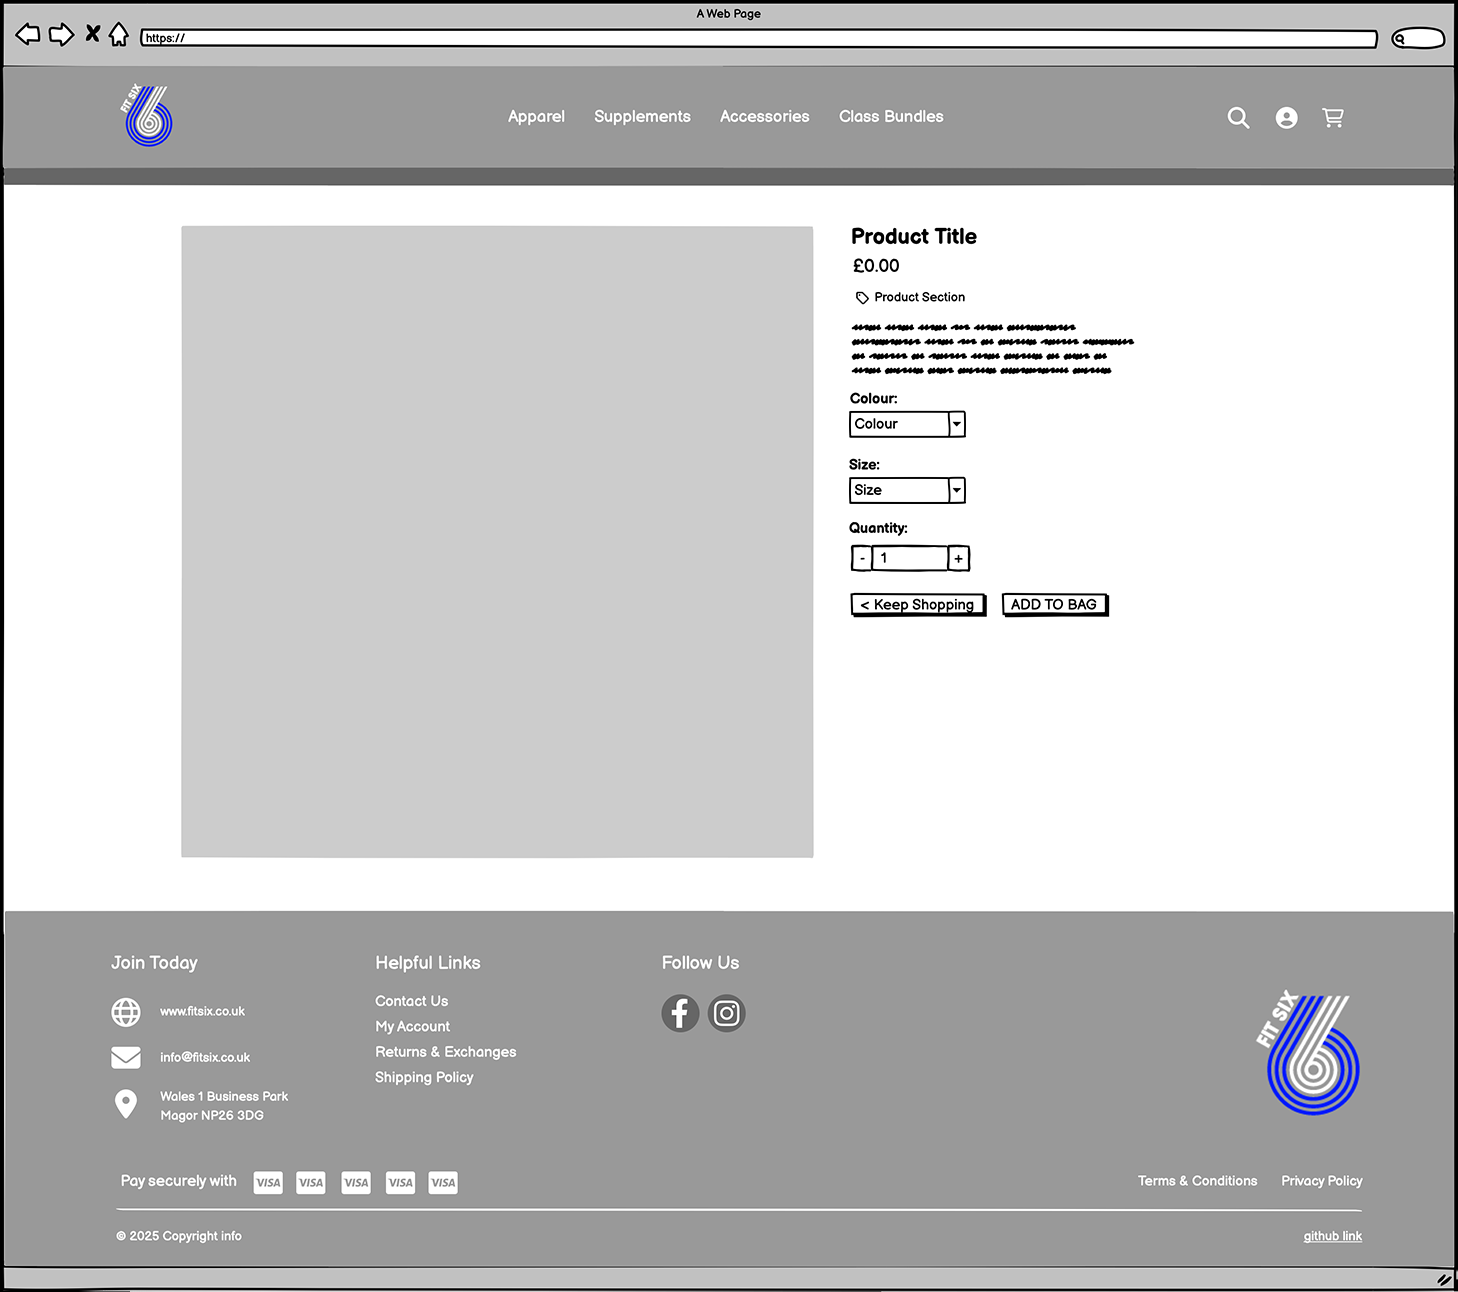 A Web Page
https://
FIT SIX
Apparel Supplements Accessories Class Bundles
Product Title
£0.00
Product Section
Colour:
Colour
Size:
Size
Quantity:
- 1 +
< Keep Shopping ADD TO BAG
Join Today
www.fitsix.co.uk
info@fitsix.co.uk
Wales 1 Business Park
Magor NP26 3DG
Helpful Links
Contact Us
My Account
Returns & Exchanges
Shipping Policy
Follow Us
FIT SIX
Pay securely with VISA VISA VISA VISA VISA
Terms & Conditions Privacy Policy
© 2025 Copyright info
github link